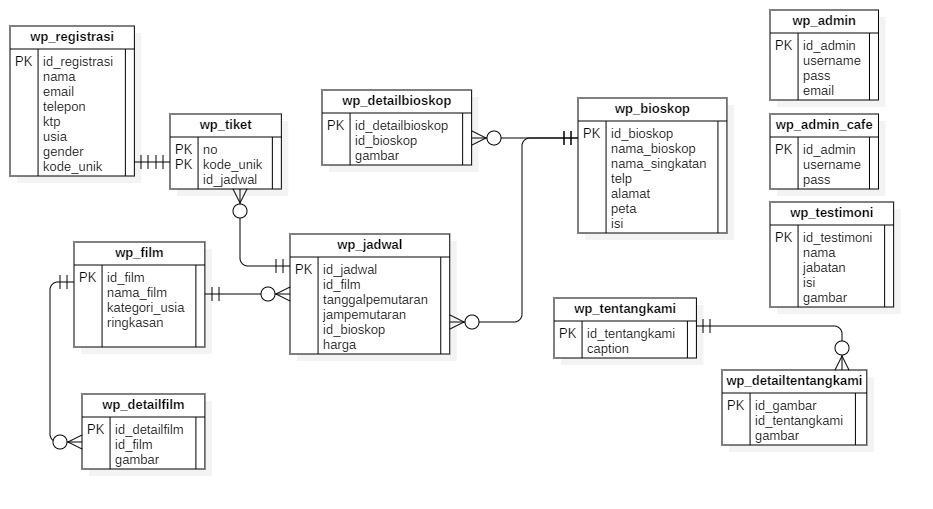 wp_registrasi
PK id_registrasi
nama
email
telepon
ktp
usia
gender
kode_unik
wp_tiket
PK no
PK kode_unik
id_jadwal
wp_detailbioskop
PK id_detailbioskop
id_bioskop
gambar
wp_bioskop
PK id_bioskop
nama_bioskop
nama_singkatan
telp
alamat
peta
isi
wp_admin
PK id_admin
username
pass
email
wp_admin_cafe
PK id_admin
username
pass
wp_testimoni
PK id_testimoni
nama
jabatan
isi
gambar
wp_film
PK id_film
nama_film
kategori_usia
ringkasan
wp_jadwal
PK id_jadwal
id_film
tanggalpemutaran
jampemutaran
id_bioskop
harga
wp_tentangkami
PK id_tentangkami
caption
wp_detailtentangkami
PK id_gambar
id_tentangkami
gambar
wp_detailfilm
PK id_detailfilm
id_film
gambar